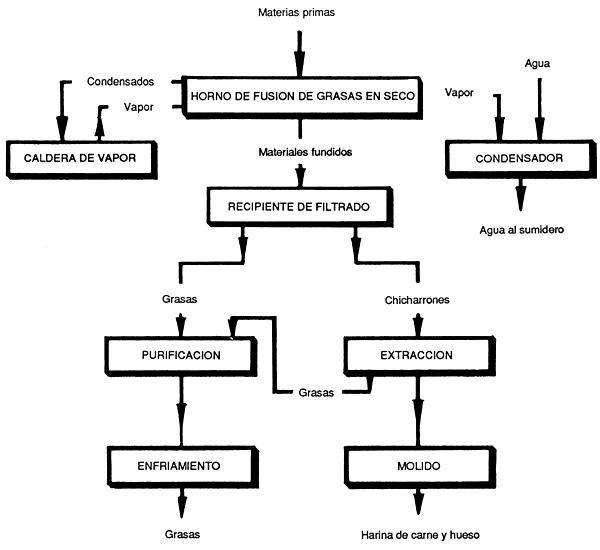 Materias primas
Condensados
Vapor
HORNO DE FUSION DE GRASAS EN SECO
Agua
Vapor
CALDERA DE VAPOR
Materiales fundidos
CONDENSADOR
RECIPIENTE DE FILTRADO
Agua al sumidero
Grasas
Chicharrones
PURIFICACION
EXTRACCION
Grasas
ENFRIAMIENTO
MOLIDO
Grasas
Harina de carne y hueso